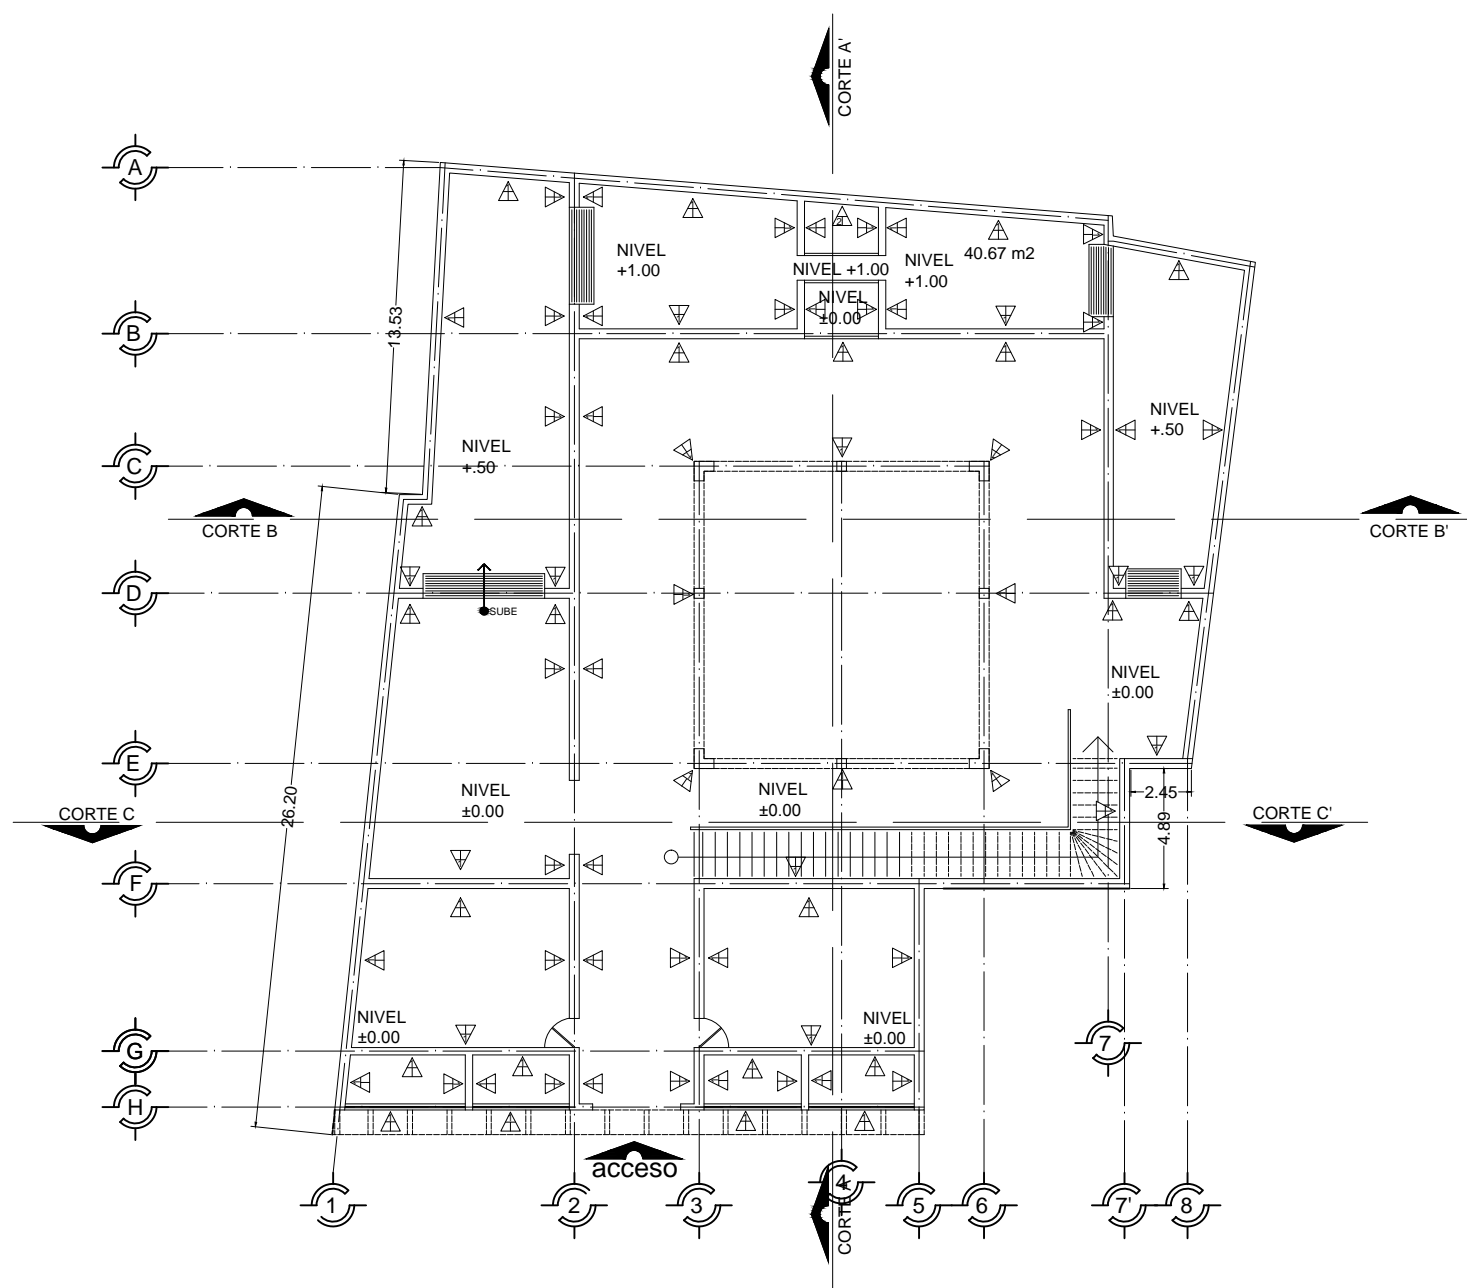 CORTE A'
A
NIVEL
+1.00
2
NIVEL +1.00
NIVEL
+1.00
40.67 m2
NIVEL
±0.00
13.53
B
NIVEL
+.50
NIVEL
+.50
C
CORTE B
CORTE B'
D
SUBE
NIVEL
±0.00
E
26.20
NIVEL
±0.00
NIVEL
±0.00
2.45
4.89
CORTE C
CORTE C'
F
NIVEL
±0.00
NIVEL
±0.00
G
7
H
acceso
1
2
3
4
5
6
7'
8
CORTE A